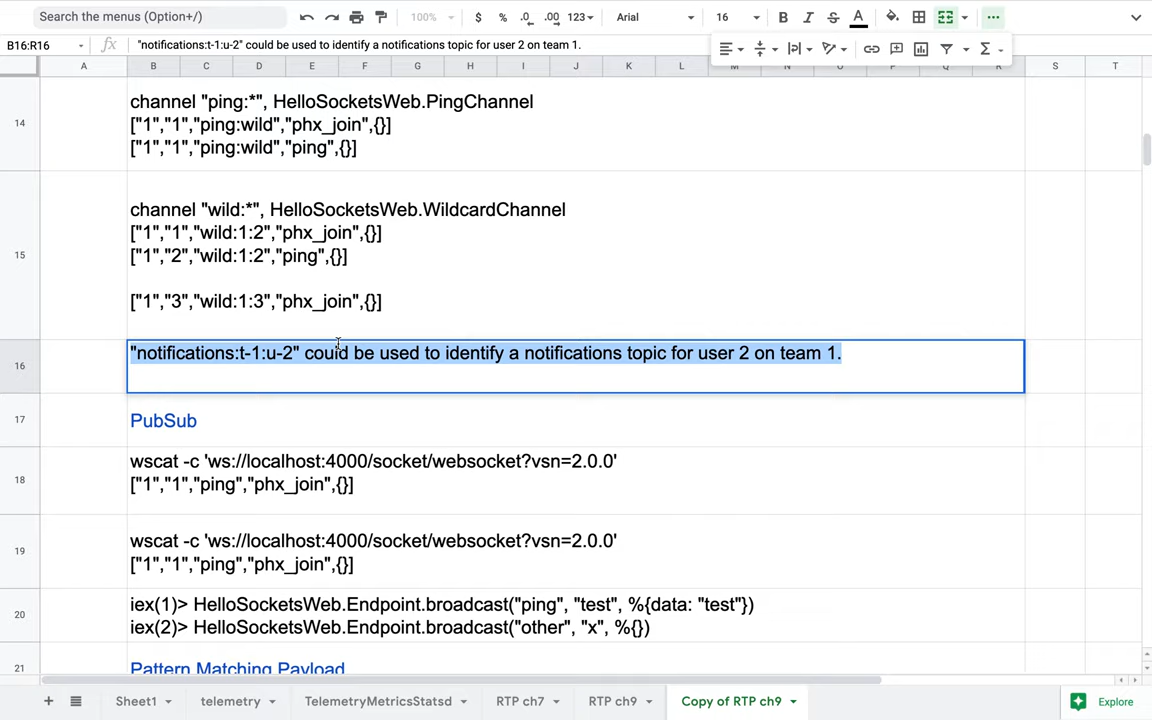 Search the menus (Option+/)
100%
$ % .0 .00 123
Arial
16
B I S A
B16:R16
fx
"notifications:t-1:u-2" could be used to identify a notifications topic for user 2 on team 1.
A B C D E F G H I J K L M N O P Q R S T
14
channel "ping:*", HelloSocketsWeb.PingChannel
["1","1","ping:wild","phx_join",{}]
["1","1","ping:wild","ping",{}]
15
channel "wild:*", HelloSocketsWeb.WildcardChannel
["1","1","wild:1:2","phx_join",{}]
["1","2","wild:1:2","ping",{}]
["1","3","wild:1:3","phx_join",{}]
16
"notifications:t-1:u-2" could be used to identify a notifications topic for user 2 on team 1.
17
PubSub
18
wscat -c 'ws://localhost:4000/socket/websocket?vsn=2.0.0'
["1","1","ping","phx_join",{}]
19
wscat -c 'ws://localhost:4000/socket/websocket?vsn=2.0.0'
["1","1","ping","phx_join",{}]
20
iex(1)> HelloSocketsWeb.Endpoint.broadcast("ping", "test", %{data: "test"})
iex(2)> HelloSocketsWeb.Endpoint.broadcast("other", "x", %{})
21
Pattern Matching Payload
Sheet1
telemetry
TelemetryMetricsStatsd
RTP ch7
RTP ch9
Copy of RTP ch9
Explore